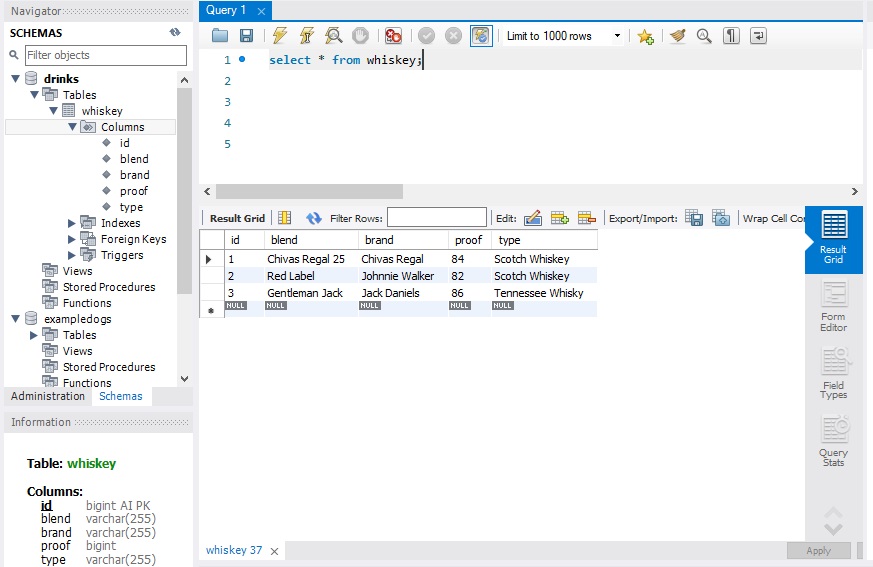 Navigator
SCHEMAS
Filter objects
drinks
Tables
whiskey
Columns
id
blend
brand
proof
type
Indexes
Foreign Keys
Triggers
Views
Stored Procedures
Functions
exampledogs
Tables
Views
Stored Procedures
Functions
Administration Schemas
Information
Table: whiskey
Columns:
id bigint AI PK
blend varchar(255)
brand varchar(255)
proof bigint
type varchar(255)
Query 1
Limit to 1000 rows
1 select * from whiskey;
2
3
4
5
Result Grid Filter Rows: Edit: Export/Import: Wrap Cell Co
id blend brand proof type
1 Chivas Regal 25 Chivas Regal 84 Scotch Whiskey
2 Red Label Johnnie Walker 82 Scotch Whiskey
3 Gentleman Jack Jack Daniels 86 Tennessee Whisky
NULL NULL NULL NULL NULL
Result
Grid
Form
Editor
Field
Types
Query
Stats
whiskey 37
Apply